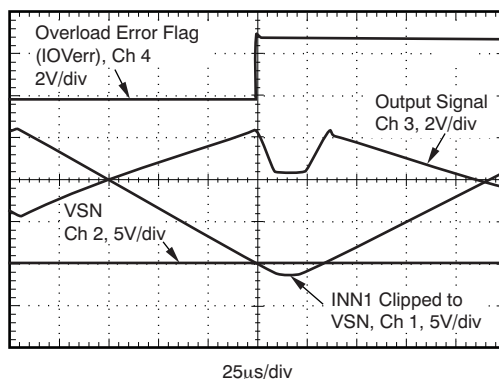 Overload Error Flag
(IOVerr), Ch 4
2V/div
Output Signal
Ch 3, 2V/div
VSN
Ch 2, 5V/div
INN1 Clipped to
VSN, Ch 1, 5V/div
25μs/div